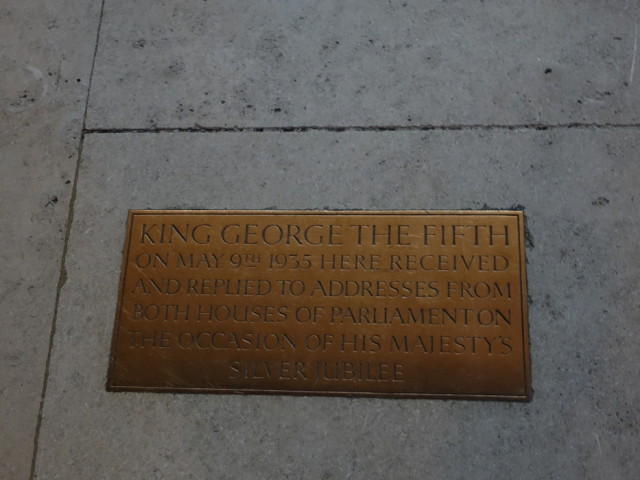 KING GEORGE THE FIFTH
ON MAY 9TH 1935 HERE RECEIVED
AND REPLIED TO ADDRESSES FROM
BOTH HOUSES OF PARLIAMENT ON
THE OCCASION OF HIS MAJESTY'S
SILVER JUBILEE